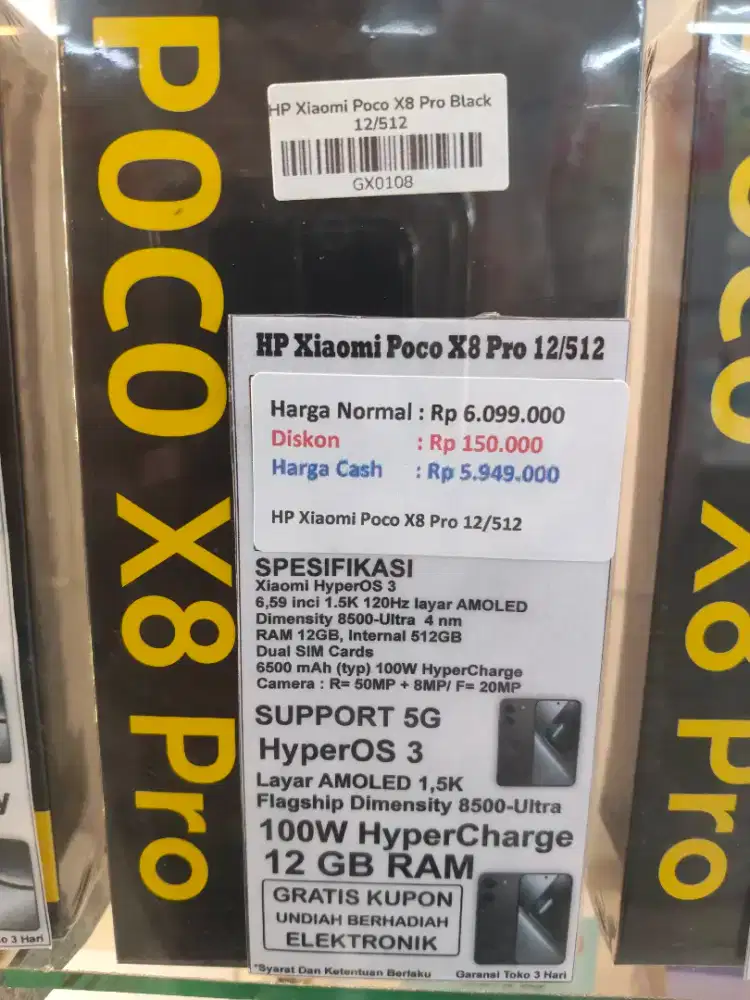 POCO X8 Pro
HP Xiaomi Poco X8 Pro Black
12/512
GX0108
HP Xiaomi Poco X8 Pro 12/512
Harga Normal : Rp 6.099.000
Diskon : Rp 150.000
Harga Cash : Rp 5.949.000
HP Xiaomi Poco X8 Pro 12/512
SPESIFIKASI
Xiaomi HyperOS 3
6,59 inci 1.5K 120Hz layar AMOLED
Dimensity 8500-Ultra 4 nm
RAM 12GB, Internal 512GB
Dual SIM Cards
6500 mAh (typ) 100W HyperCharge
Camera : R= 50MP + 8MP/ F= 20MP
SUPPORT 5G
HyperOS 3
Layar AMOLED 1,5K
Flagship Dimensity 8500-Ultra
100W HyperCharge
12 GB RAM
GRATIS KUPON
UNDIAH BERHADIAH
ELEKTRONIK
*Syarat Dan Ketentuan Berlaku Garansi Toko 3 Hari
o 3 Hari
X8 Pro